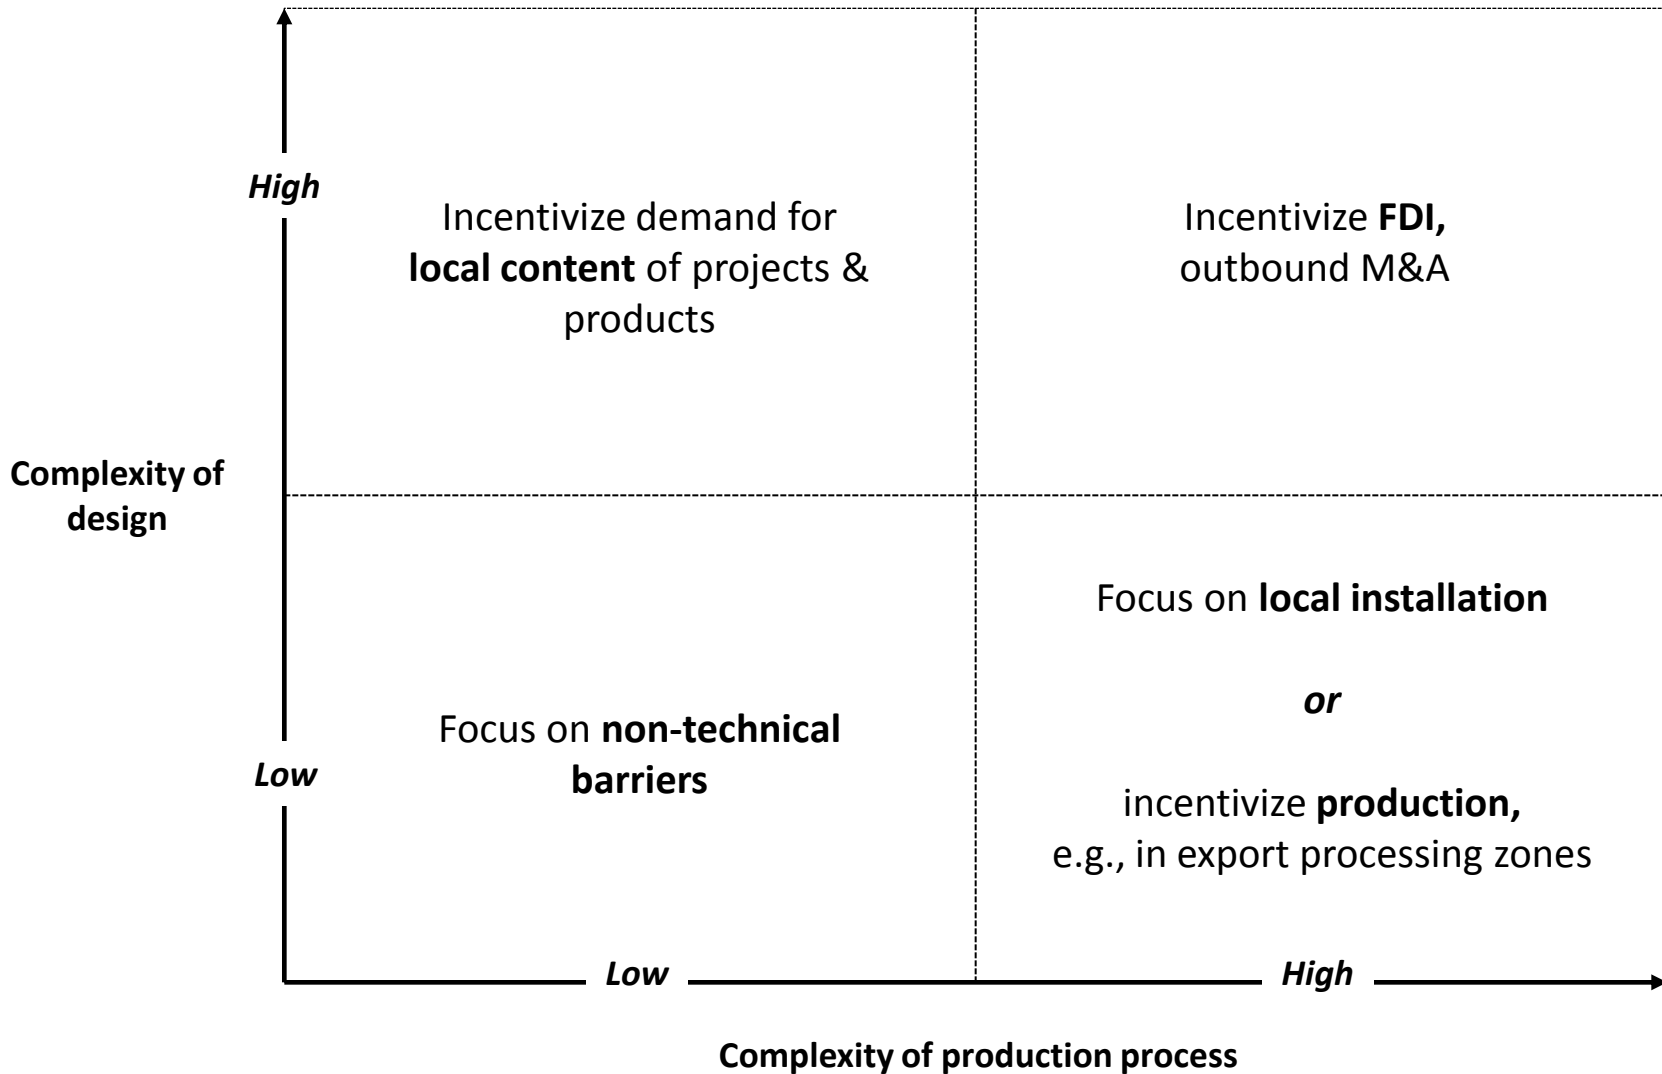 High
Incentivize demand for
local content of projects &
products
Incentivize FDI,
outbound M&A
Complexity of
design
Low
Focus on non-technical
barriers
Focus on local installation
or
incentivize production,
e.g., in export processing zones
Low
High
Complexity of production process